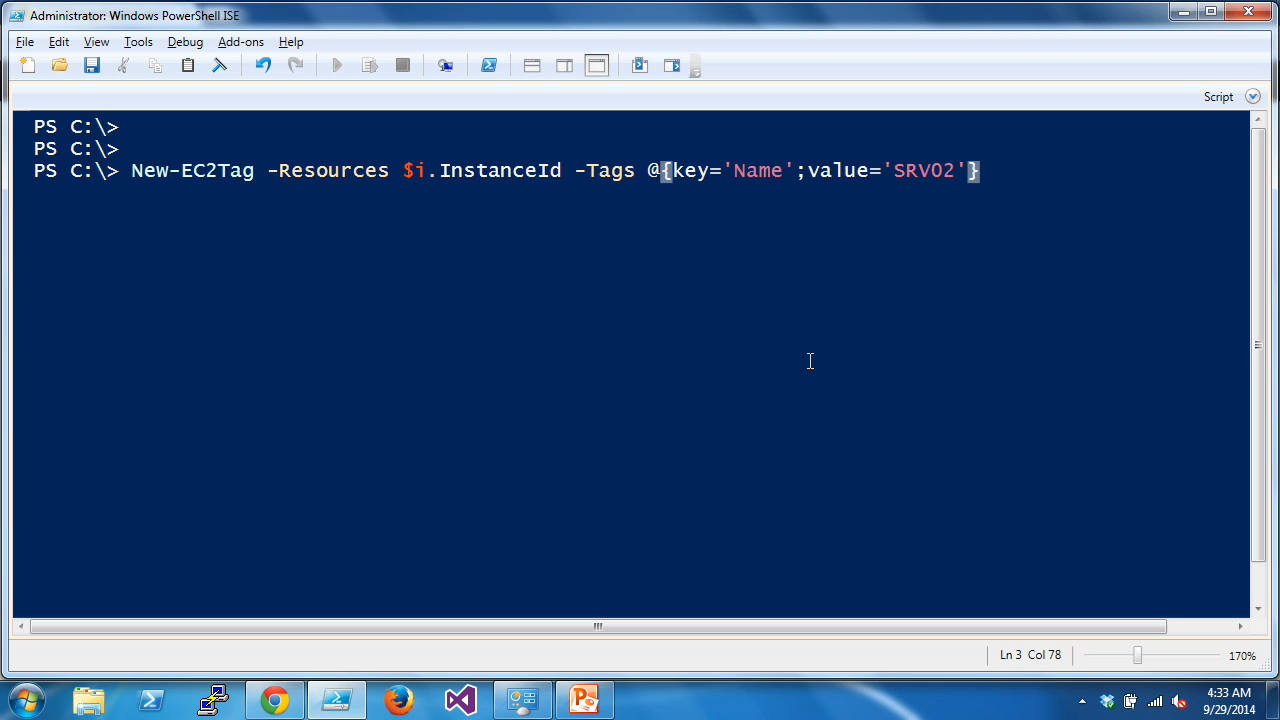 Administrator: Windows PowerShell ISE
File Edit View Tools Debug Add-ons Help
Script
PS C:\>
PS C:\>
PS C:\> New-EC2Tag -Resources $i.InstanceId -Tags @{key='Name';value='SRV02'}
Ln 3 Col 78
170%
4:33 AM
9/29/2014